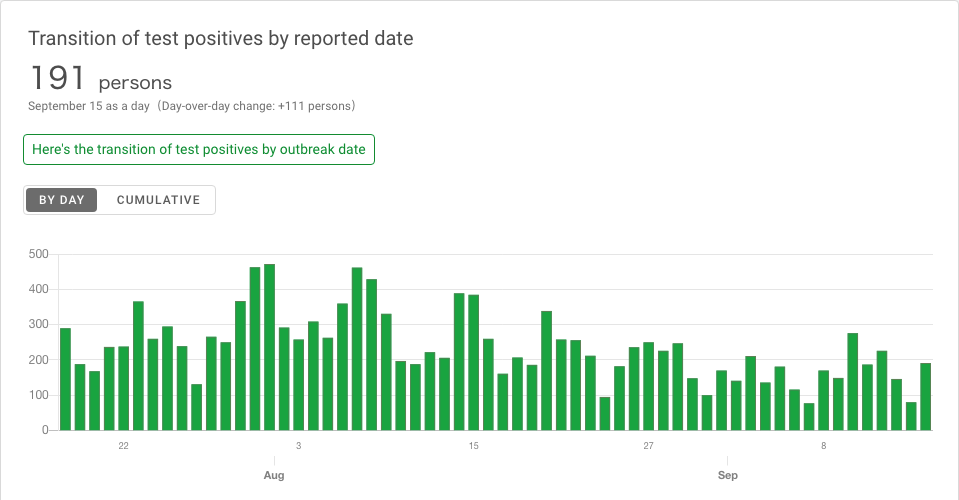 Transition of test positives by reported date
191 persons
September 15 as a day（Day-over-day change: +111 persons）
Here's the transition of test positives by outbreak date
BY DAY CUMULATIVE
500
400
300
200
100
0
22 3 15 27 8
Aug Sep